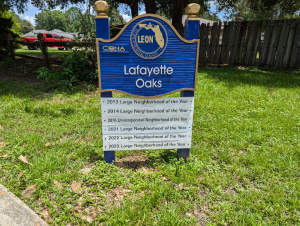 LEON
COHA
Lafayette
Oaks
2013 Large Neighborhood of the Year
2014 Large Neighborhood of the Year
2016 Unincorporated Neighborhood of the Year
2021 Large Neighborhood of the Year
2022 Large Neighborhood of the Year
2023 Large Neighborhood of the Year